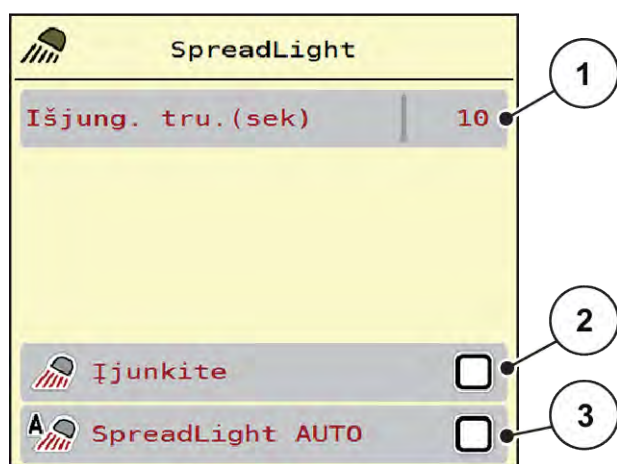 SpreadLight
1
Išjung. tru.(sek) 10
2
Įjunkite
3
A SpreadLight AUTO